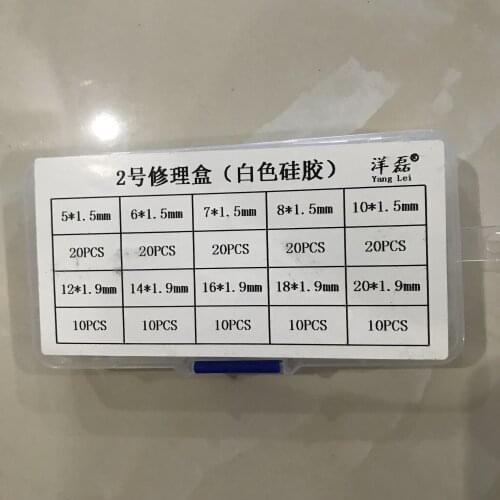 2号修理盒（白色硅胶） 洋磊®
Yang Lei
5*1.5mm 6*1.5mm 7*1.5mm 8*1.5mm 10*1.5mm
20PCS 20PCS 20PCS 20PCS 20PCS
12*1.9mm 14*1.9mm 16*1.9mm 18*1.9mm 20*1.9mm
10PCS 10PCS 10PCS 10PCS 10PCS